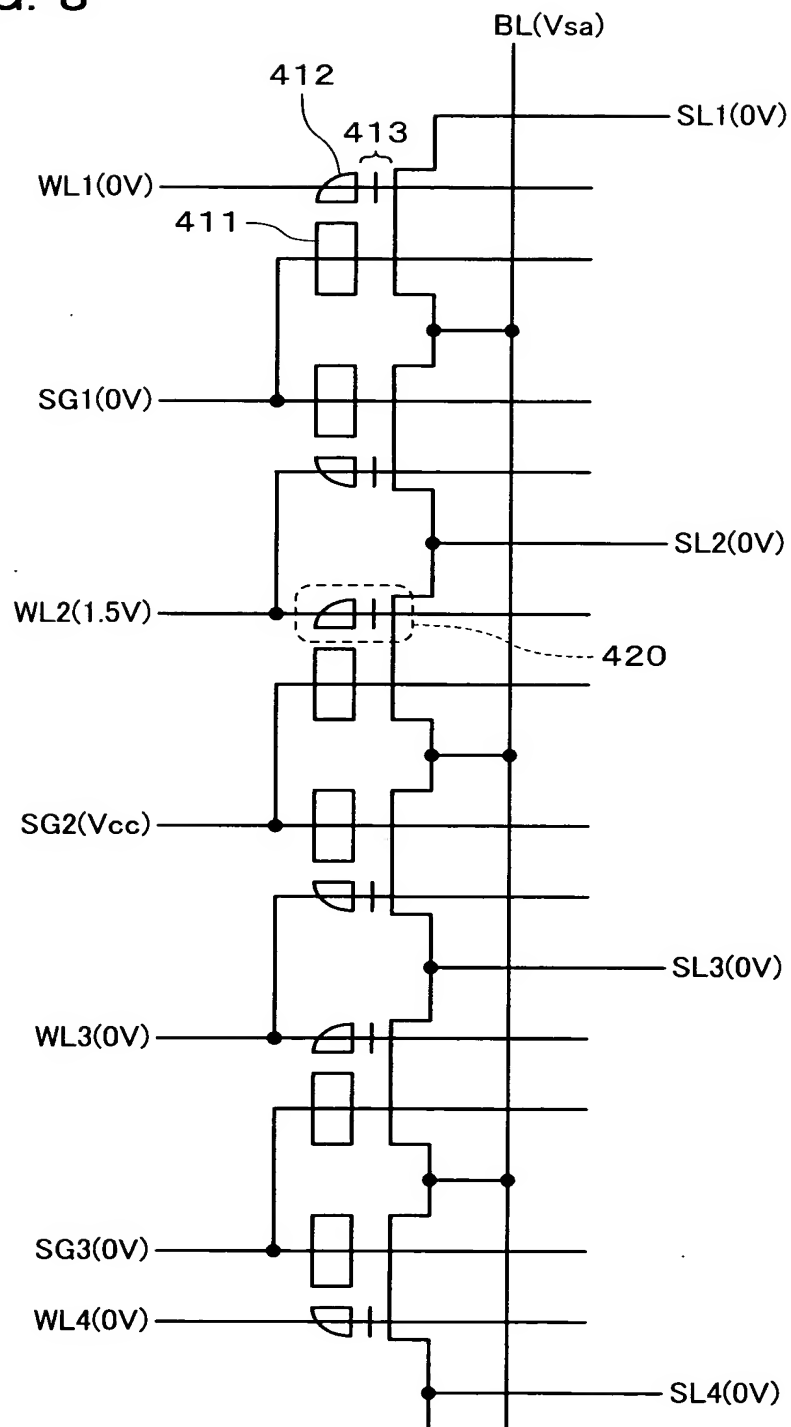 BL(Vsa)
412
SL1(0V)
413
WL1(0V)
411
SG1(0V)
SL2(0V)
WL2(1.5V)
420
SG2(Vcc)
SL3(0V)
WL3(0V)
SG3(0V)
WL4(0V)
SL4(0V)